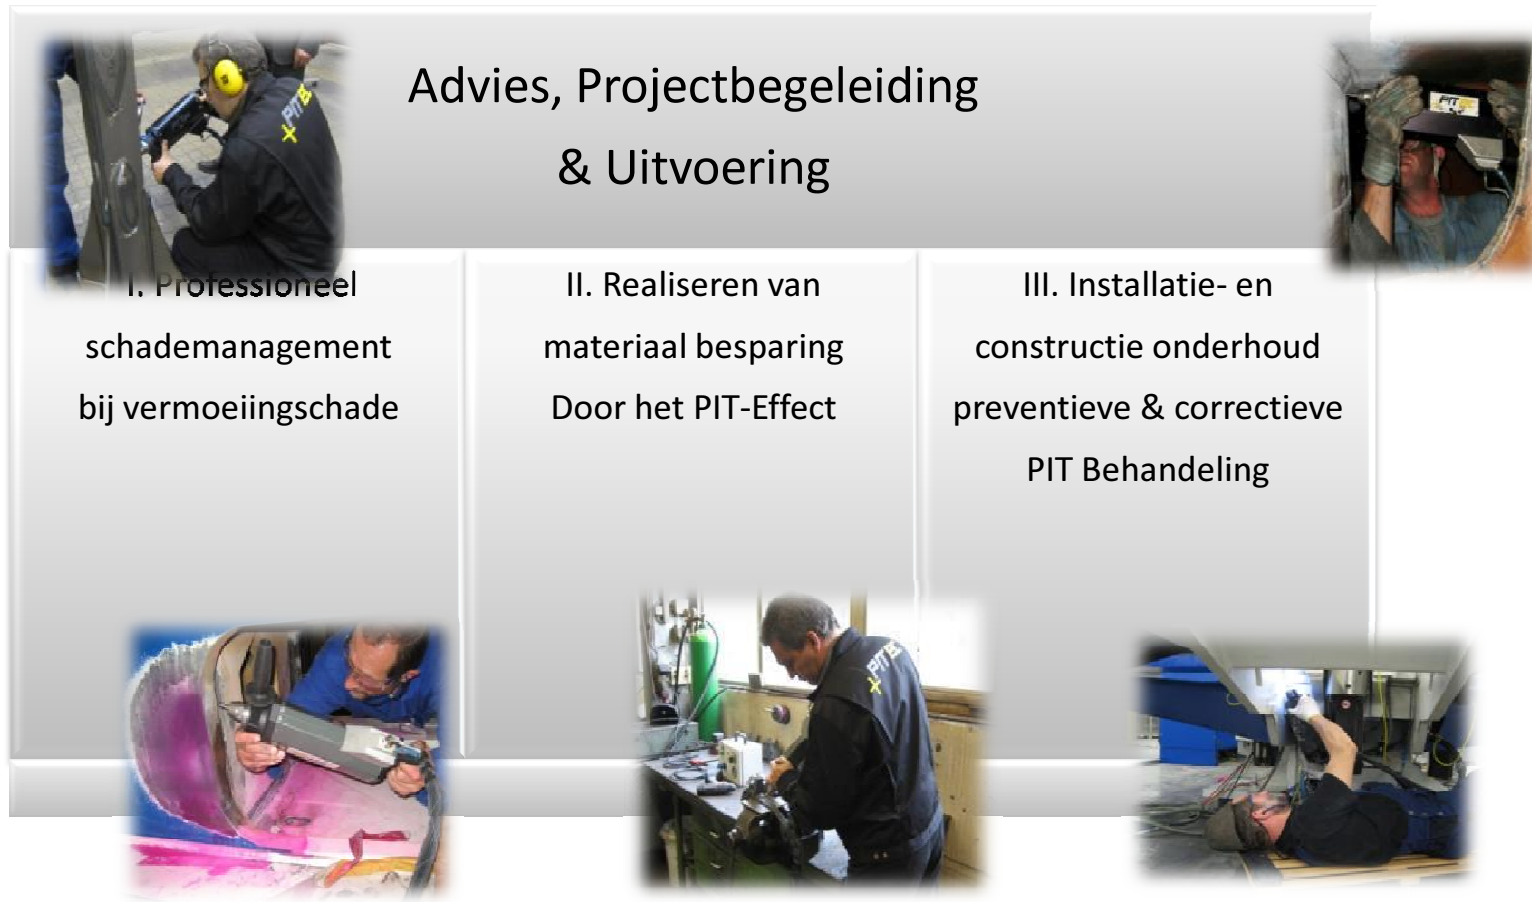 Advies, Projectbegeleiding
& Uitvoering
I. Professioneel
schademanagement
bij vermoeiingschade
II. Realiseren van
materiaal besparing
Door het PIT-Effect
III. Installatie- en
constructie onderhoud
preventieve & correctieve
PIT Behandeling